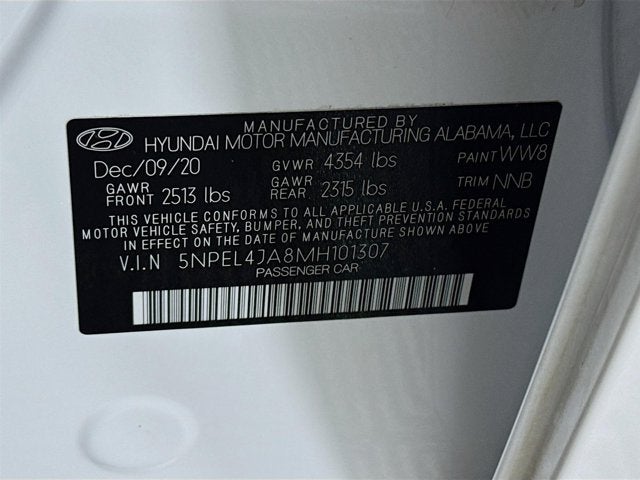 MANUFACTURED BY
HYUNDAI MOTOR MANUFACTURING ALABAMA, LLC
Dec/09/20 GVWR 4354 lbs PAINT WW8
GAWR FRONT 2513 lbs GAWR REAR 2315 lbs TRIM NNB
THIS VEHICLE CONFORMS TO ALL APPLICABLE U.S.A. FEDERAL
MOTOR VEHICLE SAFETY, BUMPER, AND THEFT PREVENTION STANDARDS
IN EFFECT ON THE DATE OF MANUFACTURE SHOWN ABOVE
V.I.N 5NPEL4JA8MH101307
PASSENGER CAR